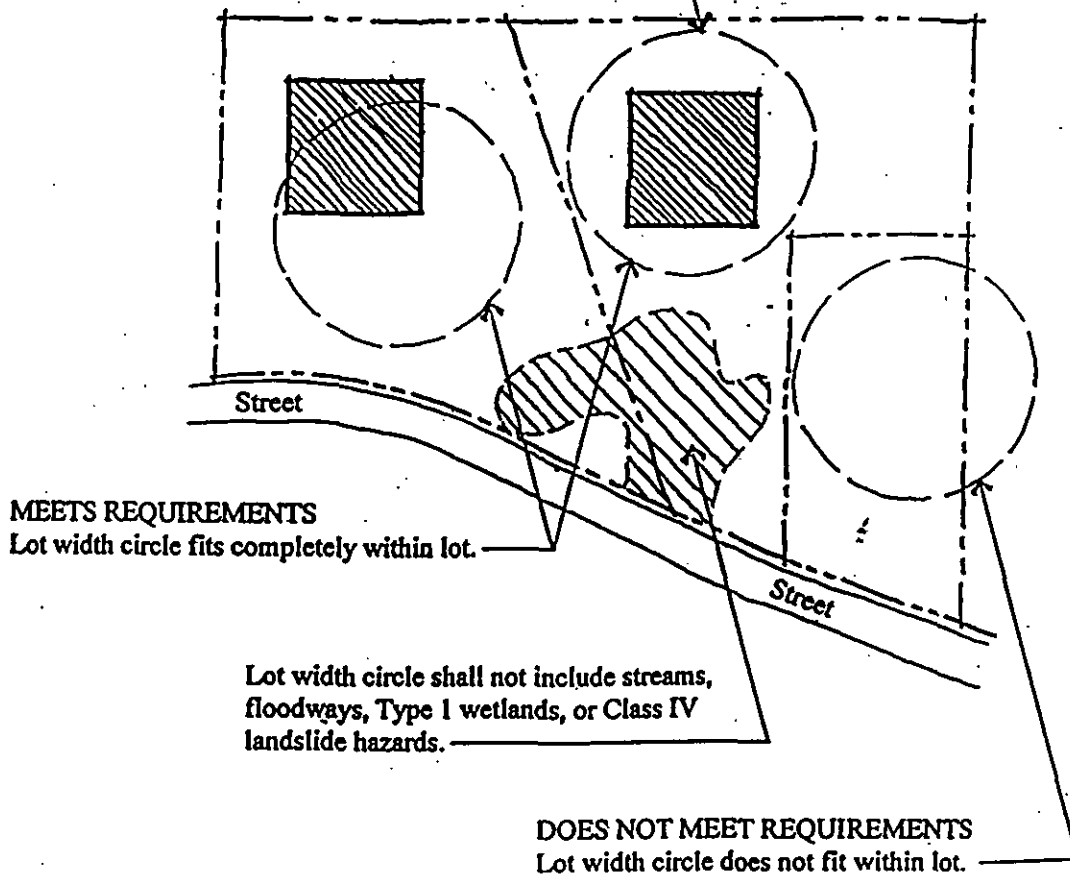 Street
MEETS REQUIREMENTS
Lot width circle fits completely within lot.
Street
Lot width circle shall not include streams,
floodways, Type 1 wetlands, or Class IV
landslide hazards.
DOES NOT MEET REQUIREMENTS
Lot width circle does not fit within lot.